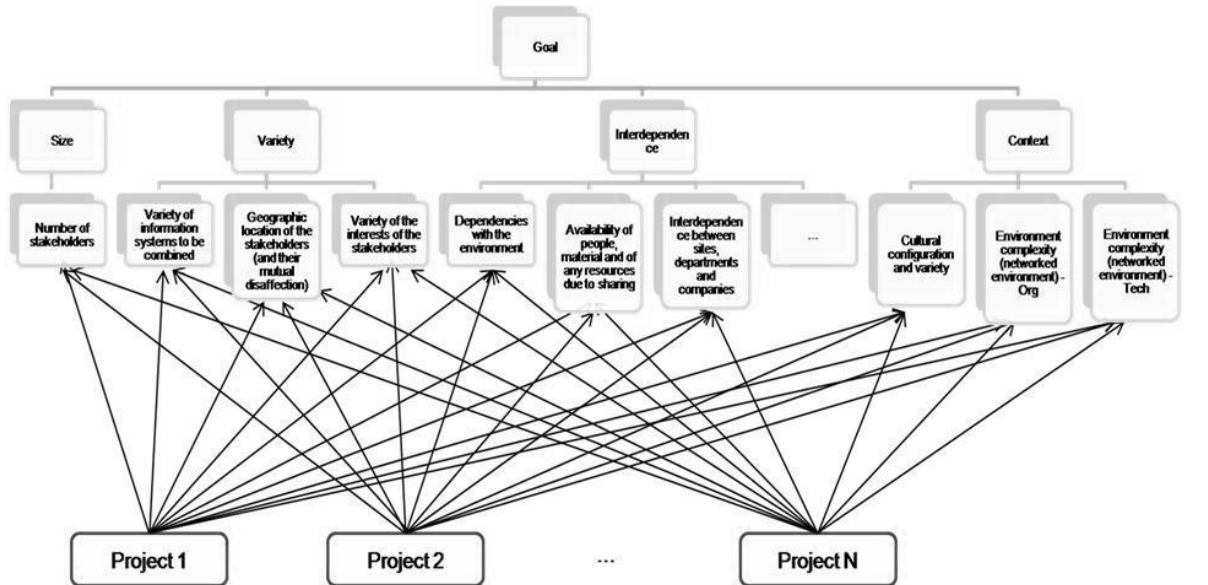 Goal
Size
Variety
Interdependen
ce
Context
Number of
stakeholders
Variety of
information
systems to be
combined
Geographic
location of the
stakeholders
(and their
mutual
disaffection)
Variety of the
interests of the
stakeholders
Dependencies
with the
environment
Availability of
people,
material and of
any resources
due to sharing
Interdependen
ce between
sites,
departments
and
companies
...
Cultural
configuration
and variety
Environment
complexity
(networked
environment) -
Org
Environment
complexity
(networked
environment) -
Tech
Project 1
Project 2
...
Project N